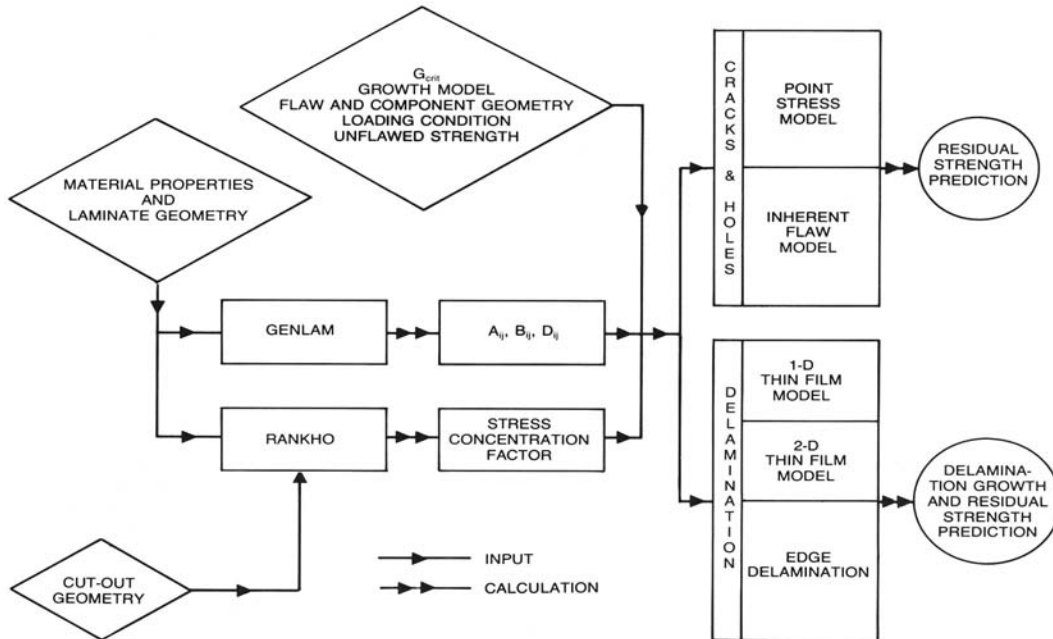 G_crit
GROWTH MODEL
FLAW AND COMPONENT GEOMETRY
LOADING CONDITION
UNFLAWED STRENGTH
MATERIAL PROPERTIES
AND
LAMINATE GEOMETRY
GENLAM
A_ij, B_ij, D_ij
RANKHO
STRESS
CONCENTRATION
FACTOR
CUT-OUT
GEOMETRY
INPUT
CALCULATION
CRACKS & HOLES
POINT
STRESS
MODEL
INHERENT
FLAW
MODEL
RESIDUAL
STRENGTH
PREDICTION
DELAMINATION
1-D
THIN FILM
MODEL
2-D
THIN FILM
MODEL
EDGE
DELAMINATION
DELAMINA-
TION GROWTH
AND RESIDUAL
STRENGTH
PREDICTION